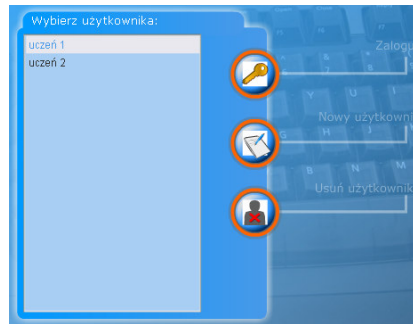 Wybierz użytkownika:
uczeń 1
uczeń 2
Zalogu
Nowy użytkowni
Usuń użytkownik